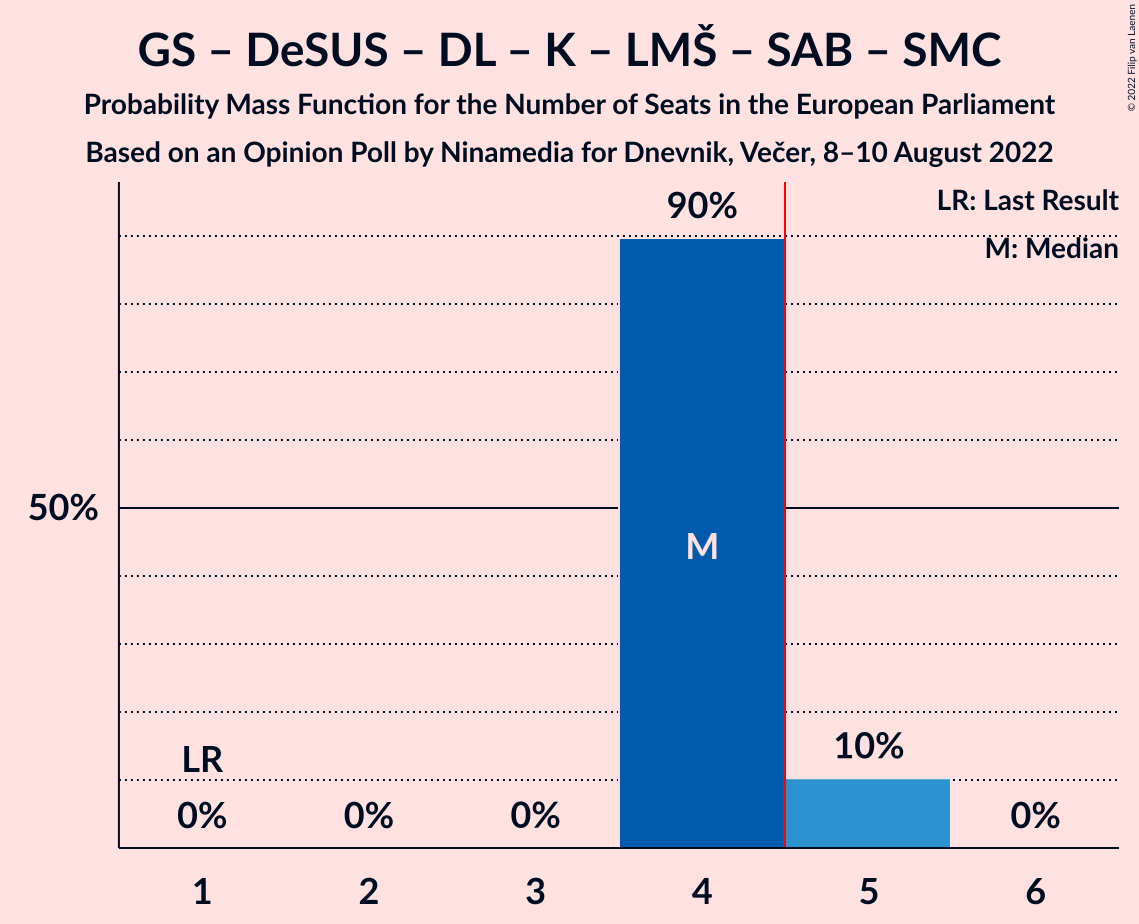 GS – DeSUS – DL – K – LMŠ – SAB – SMC
Probability Mass Function for the Number of Seats in the European Parliament
Based on an Opinion Poll by Ninamedia for Dnevnik, Večer, 8–10 August 2022
© 2022 Filip van Laenen
LR: Last Result
M: Median
90%
50%
M
LR
10%
0%
0%
0%
0%
1
2
3
4
5
6